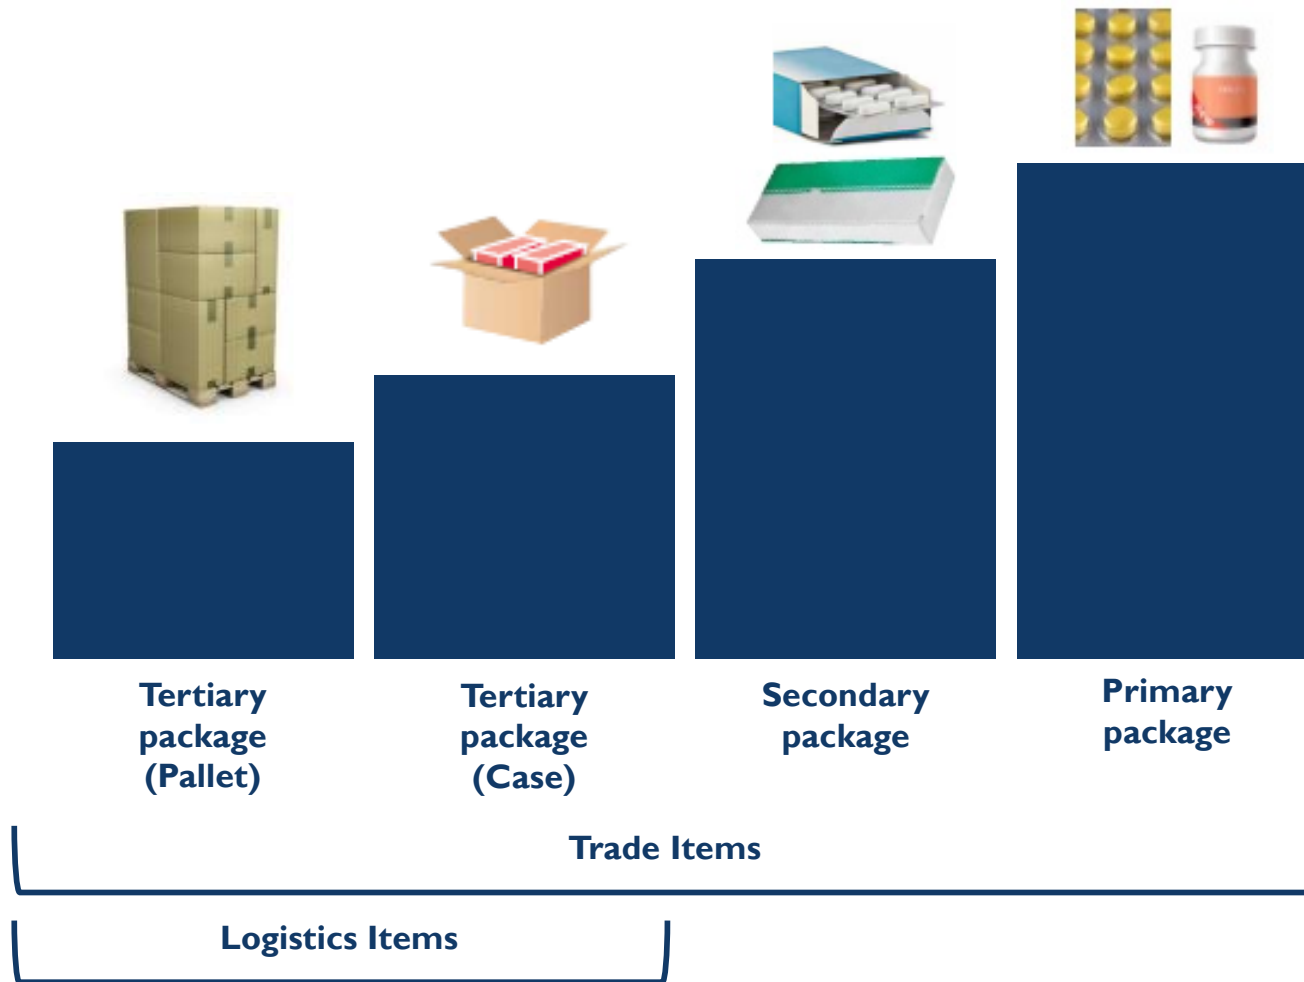 Tertiary
package
(Pallet)
Tertiary
package
(Case)
Secondary
package
Primary
package
Trade Items
Logistics Items